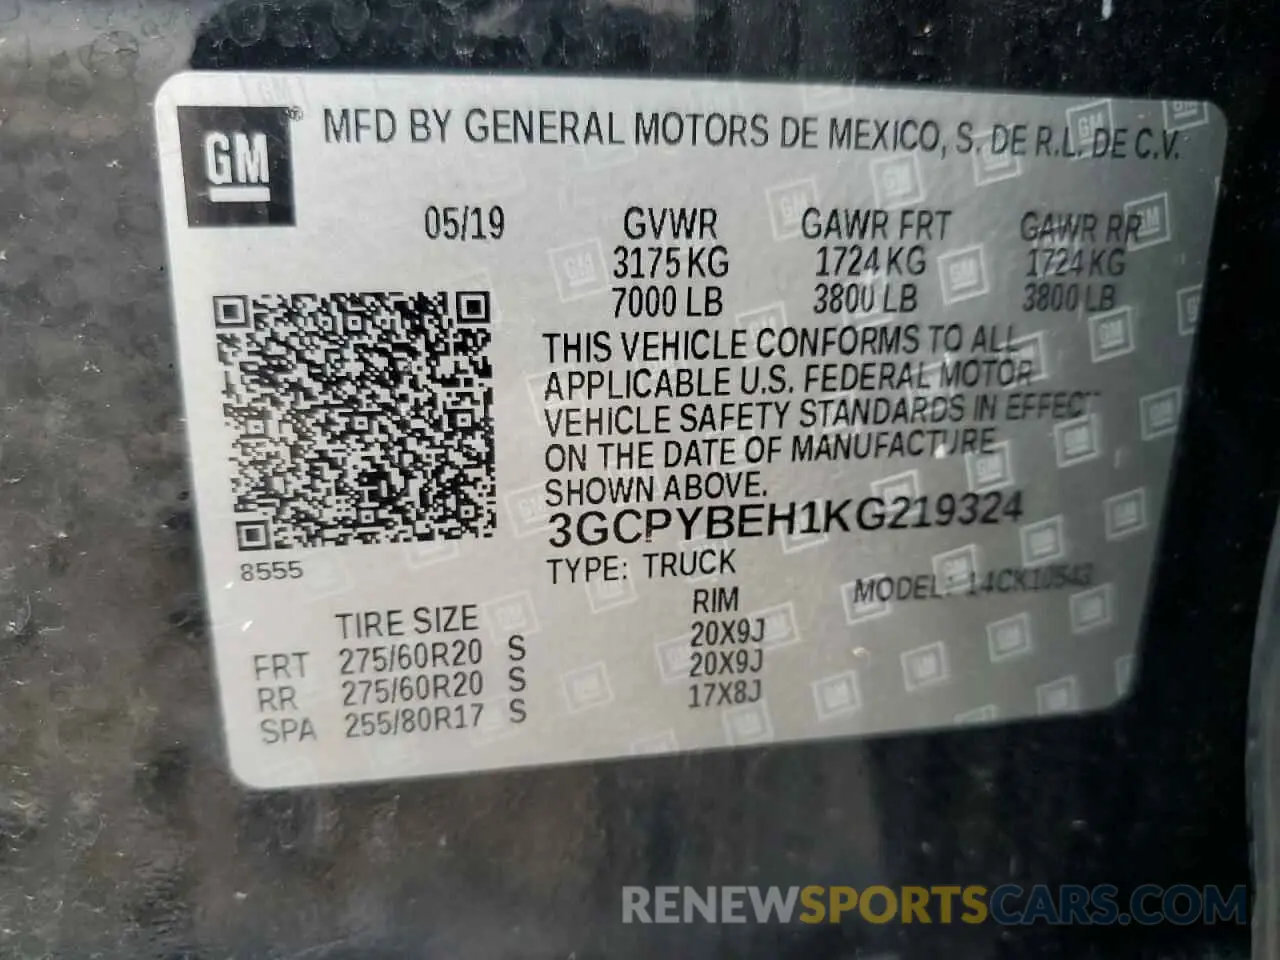 GM ® MFD BY GENERAL MOTORS DE MEXICO, S. DE R.L. DE C.V.
05/19 GVWR GAWR FRT GAWR RR
3175 KG 1724 KG 1724 KG
7000 LB 3800 LB 3800 LB
THIS VEHICLE CONFORMS TO ALL
APPLICABLE U.S. FEDERAL MOTOR
VEHICLE SAFETY STANDARDS IN EFFECT
ON THE DATE OF MANUFACTURE
SHOWN ABOVE.
3GCPYBEH1KG219324
8555 TYPE: TRUCK
MODEL: 14CK10543
TIRE SIZE RIM
FRT 275/60R20 S 20X9J
RR 275/60R20 S 20X9J
SPA 255/80R17 S 17X8J
RENEWSPORTSCARS.COM